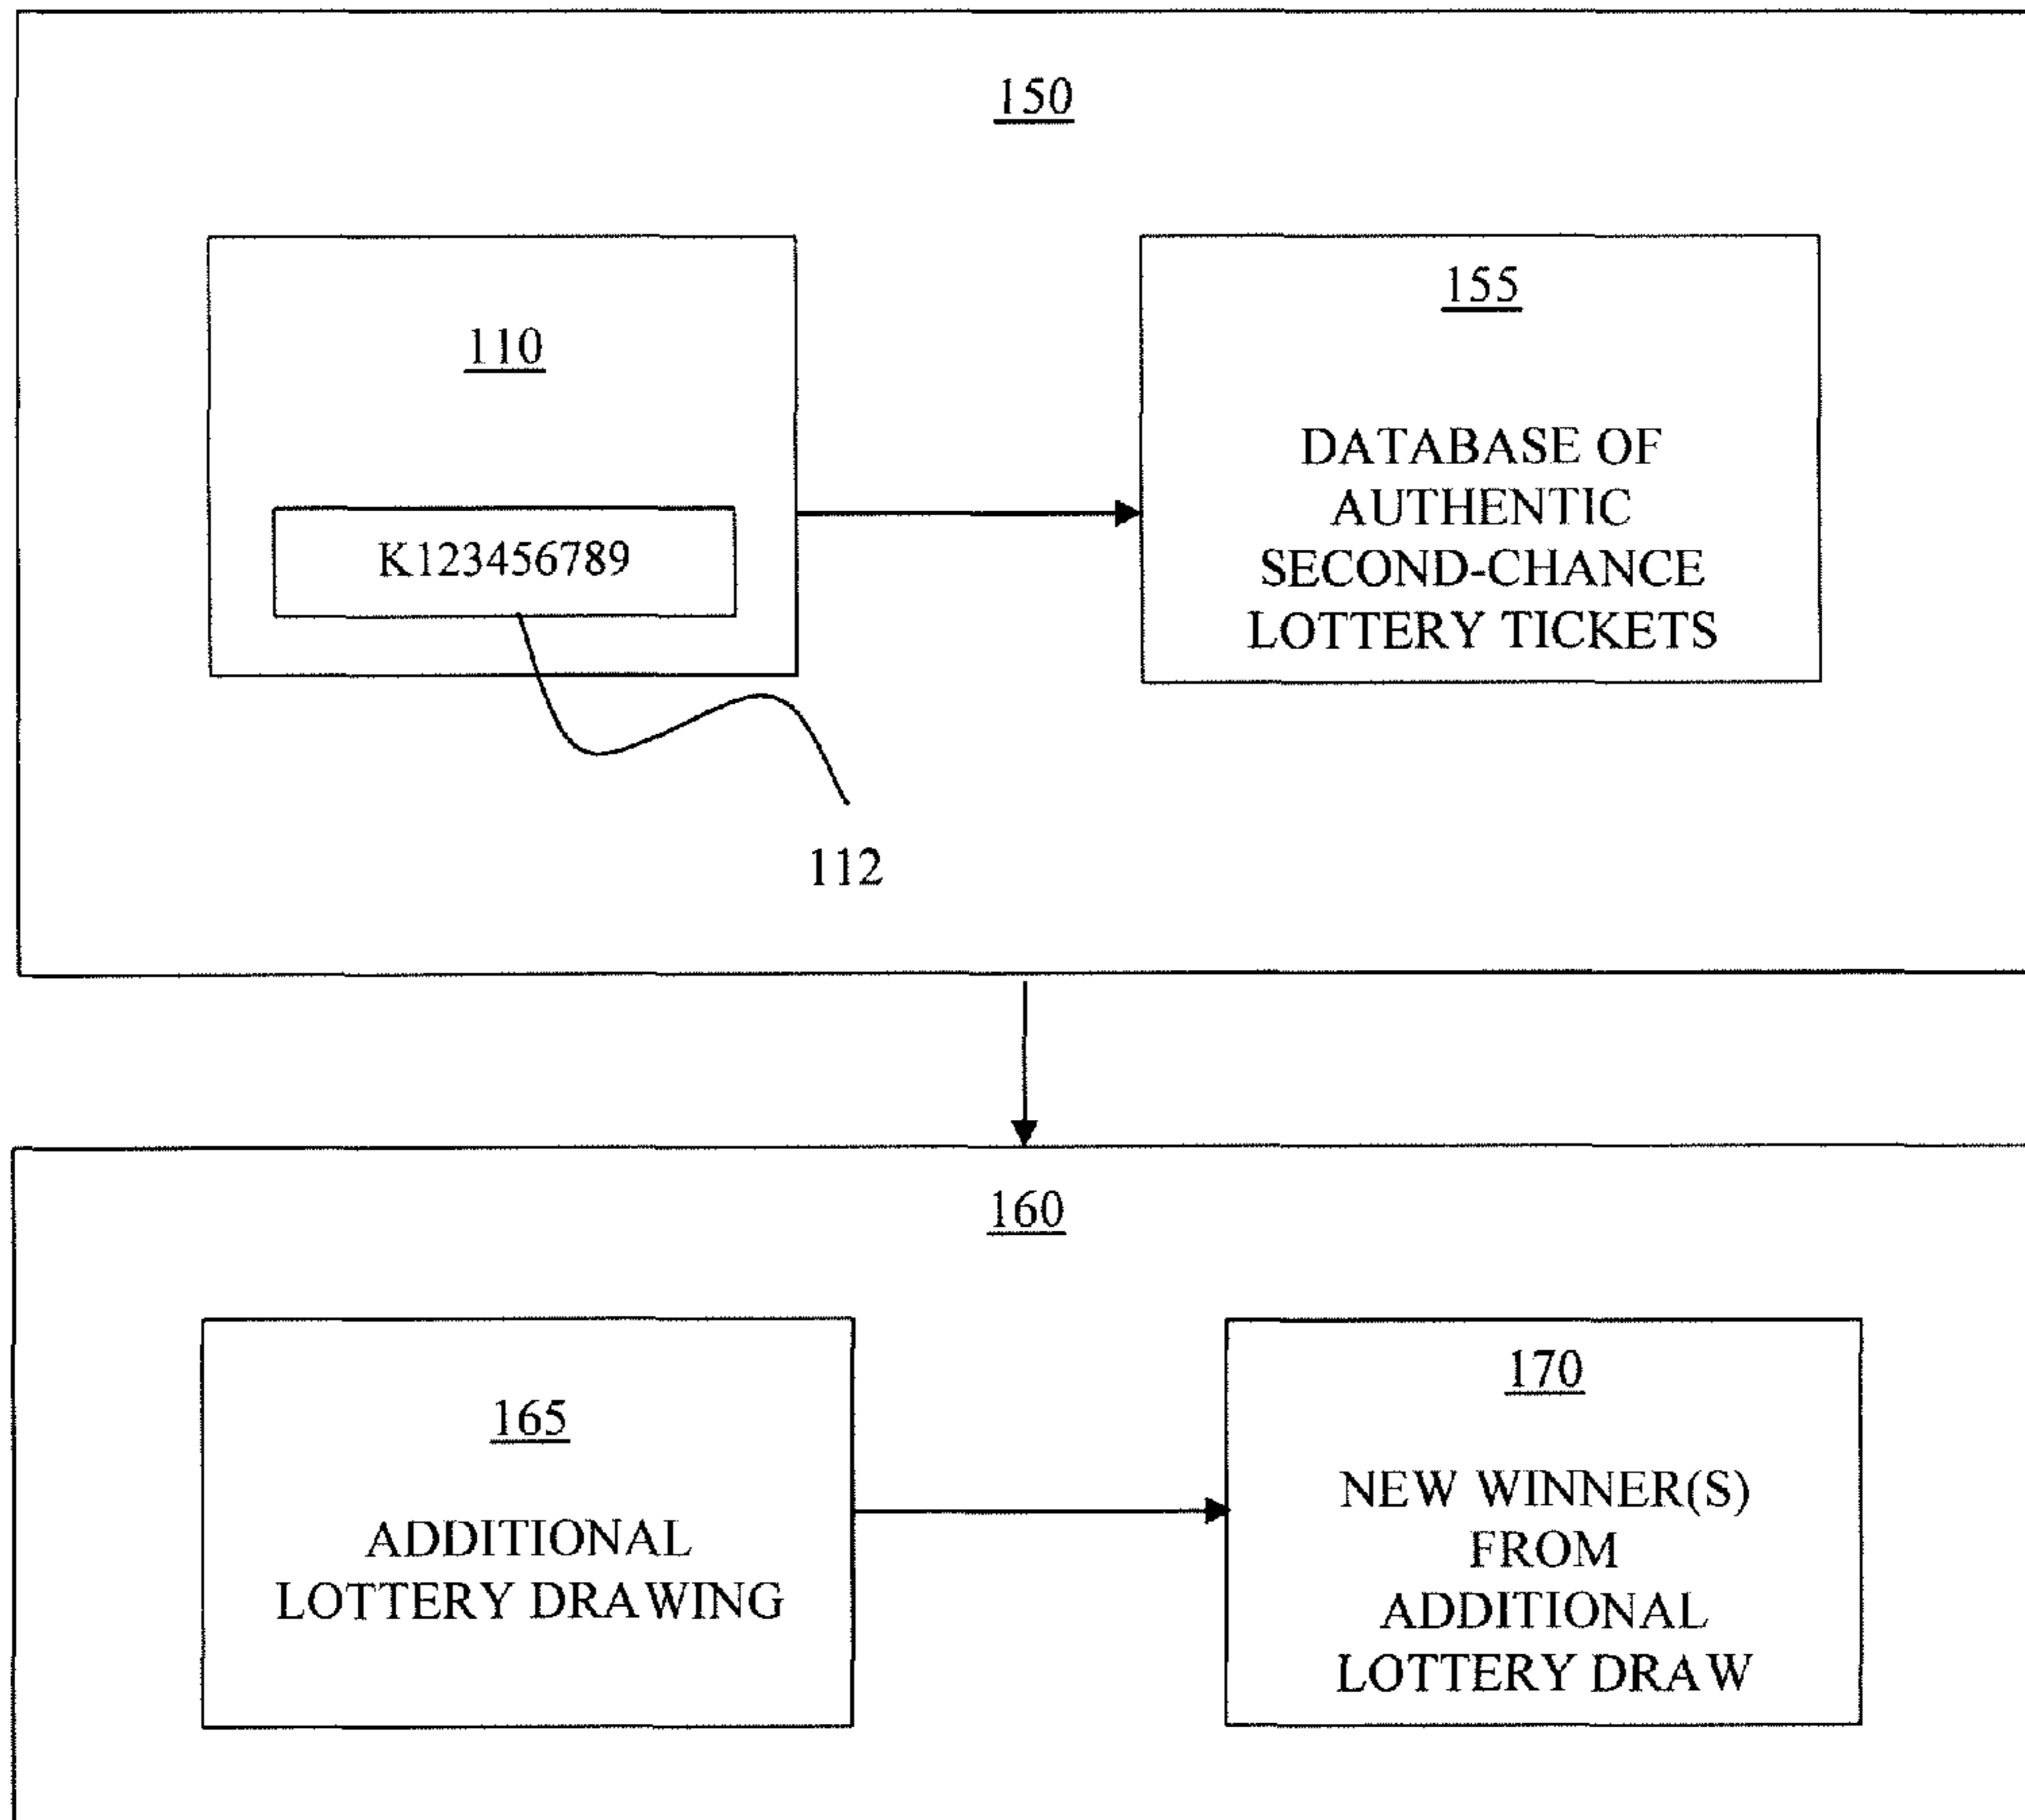 150
110
K123456789
112
155
DATABASE OF
AUTHENTIC
SECOND-CHANCE
LOTTERY TICKETS
160
165
ADDITIONAL
LOTTERY DRAWING
170
NEW WINNER(S)
FROM
ADDITIONAL
LOTTERY DRAW